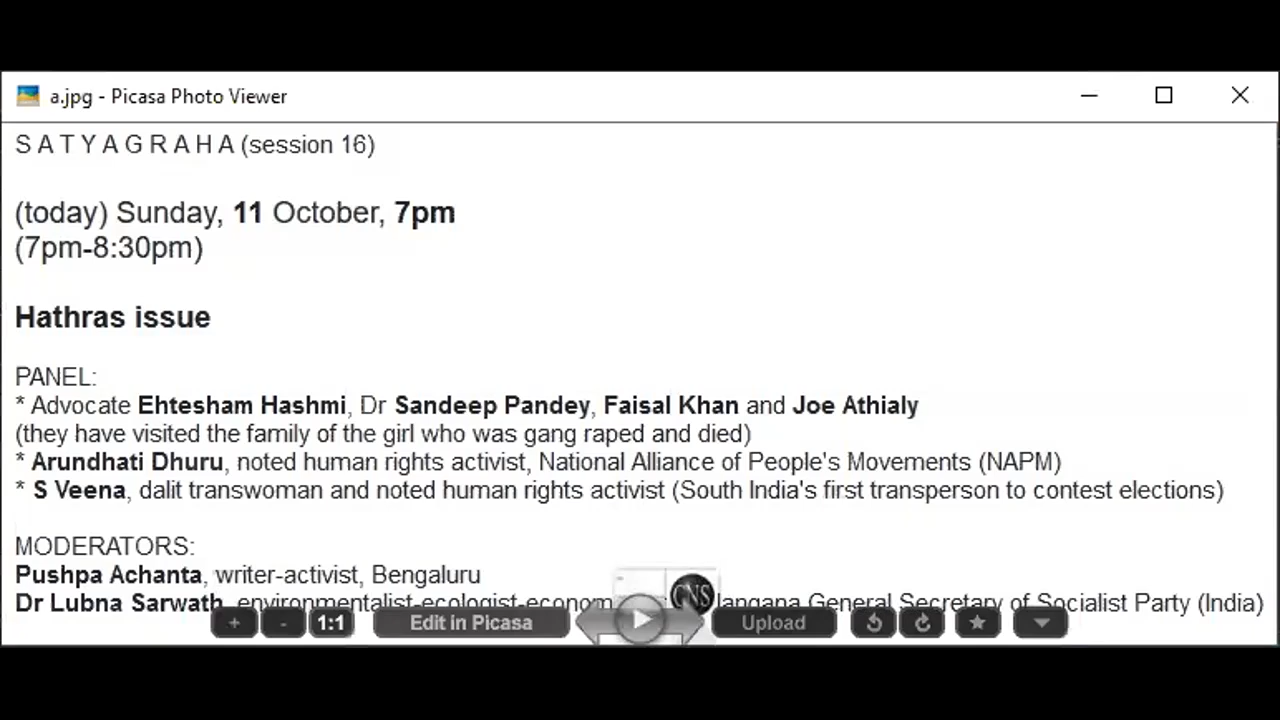 a.jpg - Picasa Photo Viewer
S A T Y A G R A H A (session 16)
(today) Sunday, 11 October, 7pm
(7pm-8:30pm)
Hathras issue
PANEL:
* Advocate Ehtesham Hashmi, Dr Sandeep Pandey, Faisal Khan and Joe Athialy
(they have visited the family of the girl who was gang raped and died)
* Arundhati Dhuru, noted human rights activist, National Alliance of People's Movements (NAPM)
* S Veena, dalit transwoman and noted human rights activist (South India's first transperson to contest elections)
MODERATORS:
Pushpa Achanta, writer-activist, Bengaluru
Dr Lubna Sarwath, environmentalist-ecologist- General Secretary of Socialist Party (India)
CNS
+ - 1:1 Edit in Picasa Upload